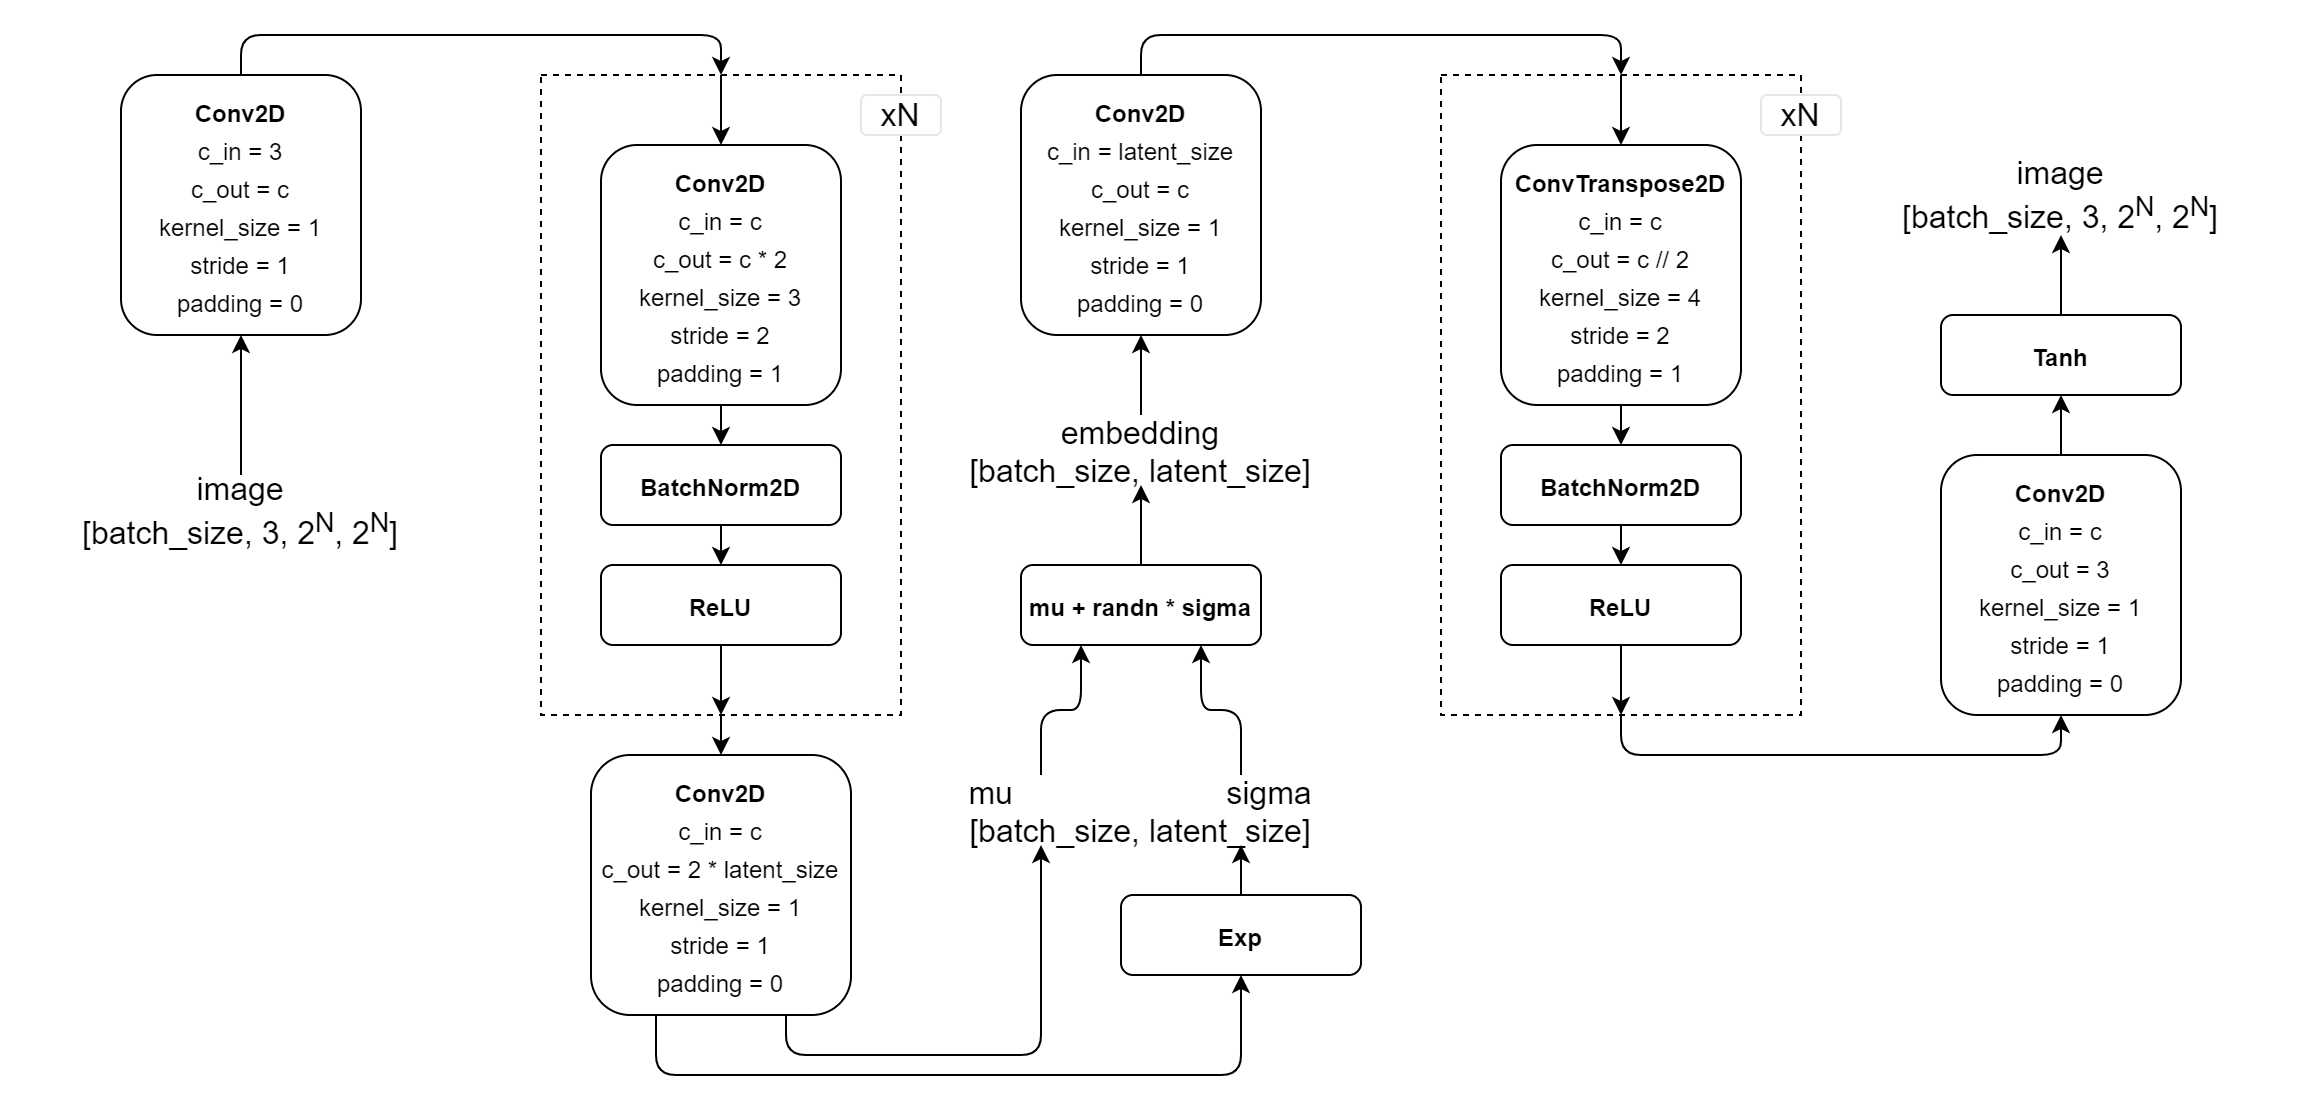 Conv2D
c_in = 3
c_out = c
kernel_size = 1
stride = 1
padding = 0
image
[batch_size, 3, 2^N, 2^N]
xN
Conv2D
c_in = c
c_out = c * 2
kernel_size = 3
stride = 2
padding = 1
BatchNorm2D
ReLU
Conv2D
c_in = c
c_out = 2 * latent_size
kernel_size = 1
stride = 1
padding = 0
Conv2D
c_in = latent_size
c_out = c
kernel_size = 1
stride = 1
padding = 0
embedding
[batch_size, latent_size]
mu + randn * sigma
mu sigma
[batch_size, latent_size]
Exp
xN
ConvTranspose2D
c_in = c
c_out = c // 2
kernel_size = 4
stride = 2
padding = 1
BatchNorm2D
ReLU
image
[batch_size, 3, 2^N, 2^N]
Tanh
Conv2D
c_in = c
c_out = 3
kernel_size = 1
stride = 1
padding = 0